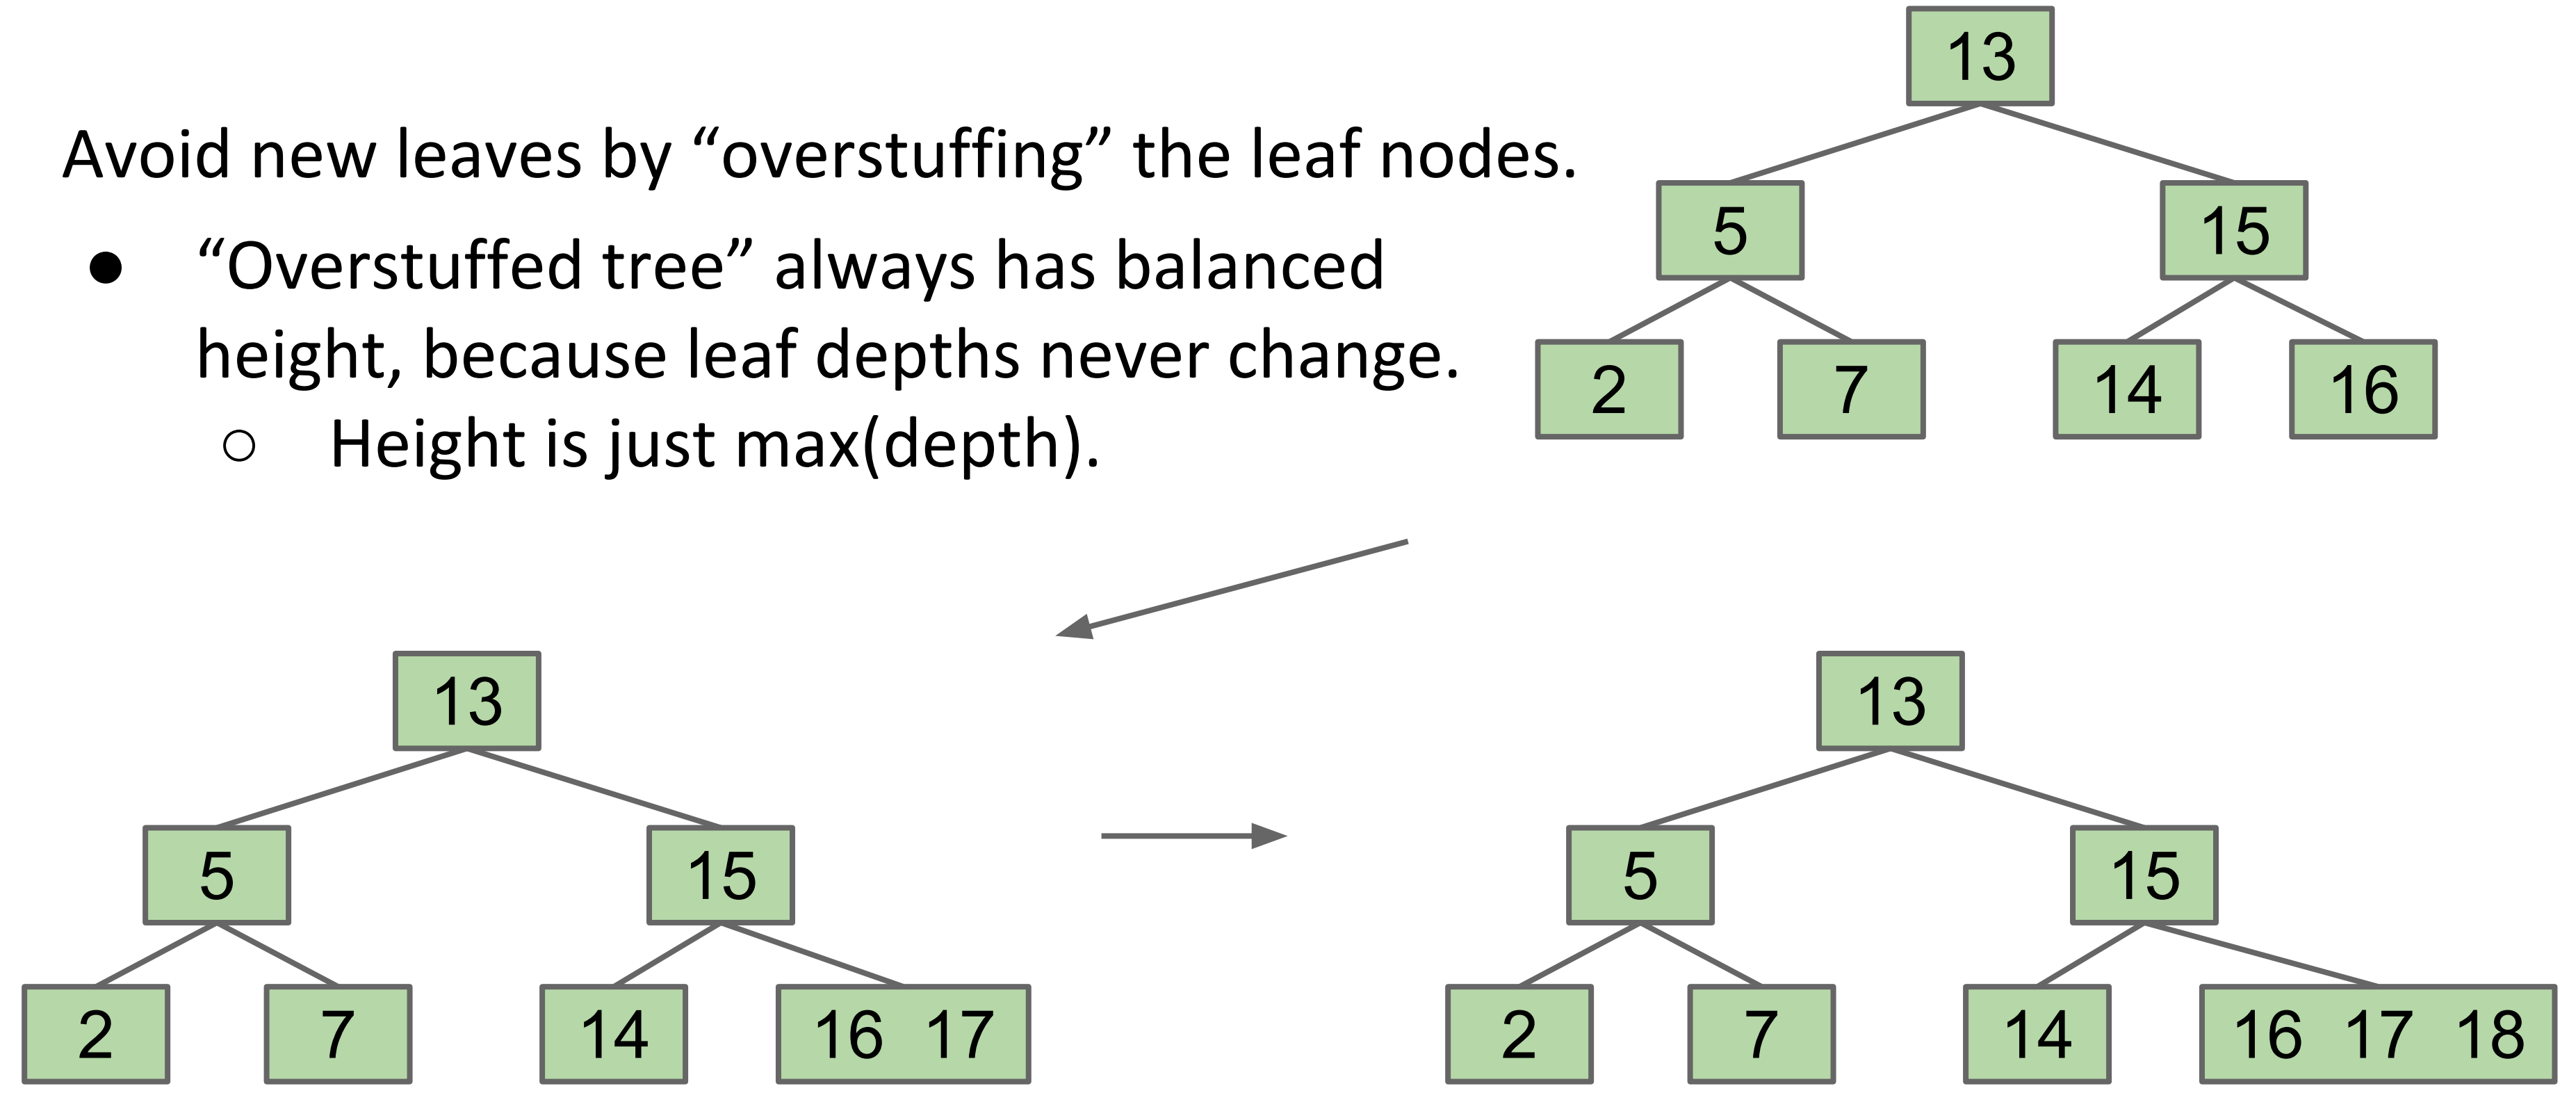 Avoid new leaves by “overstuffing” the leaf nodes.
● “Overstuffed tree” always has balanced
height, because leaf depths never change.
○ Height is just max(depth).
13
5 15
2 7 14 16
13
5 15
2 7 14 16 17
13
5 15
2 7 14 16 17 18